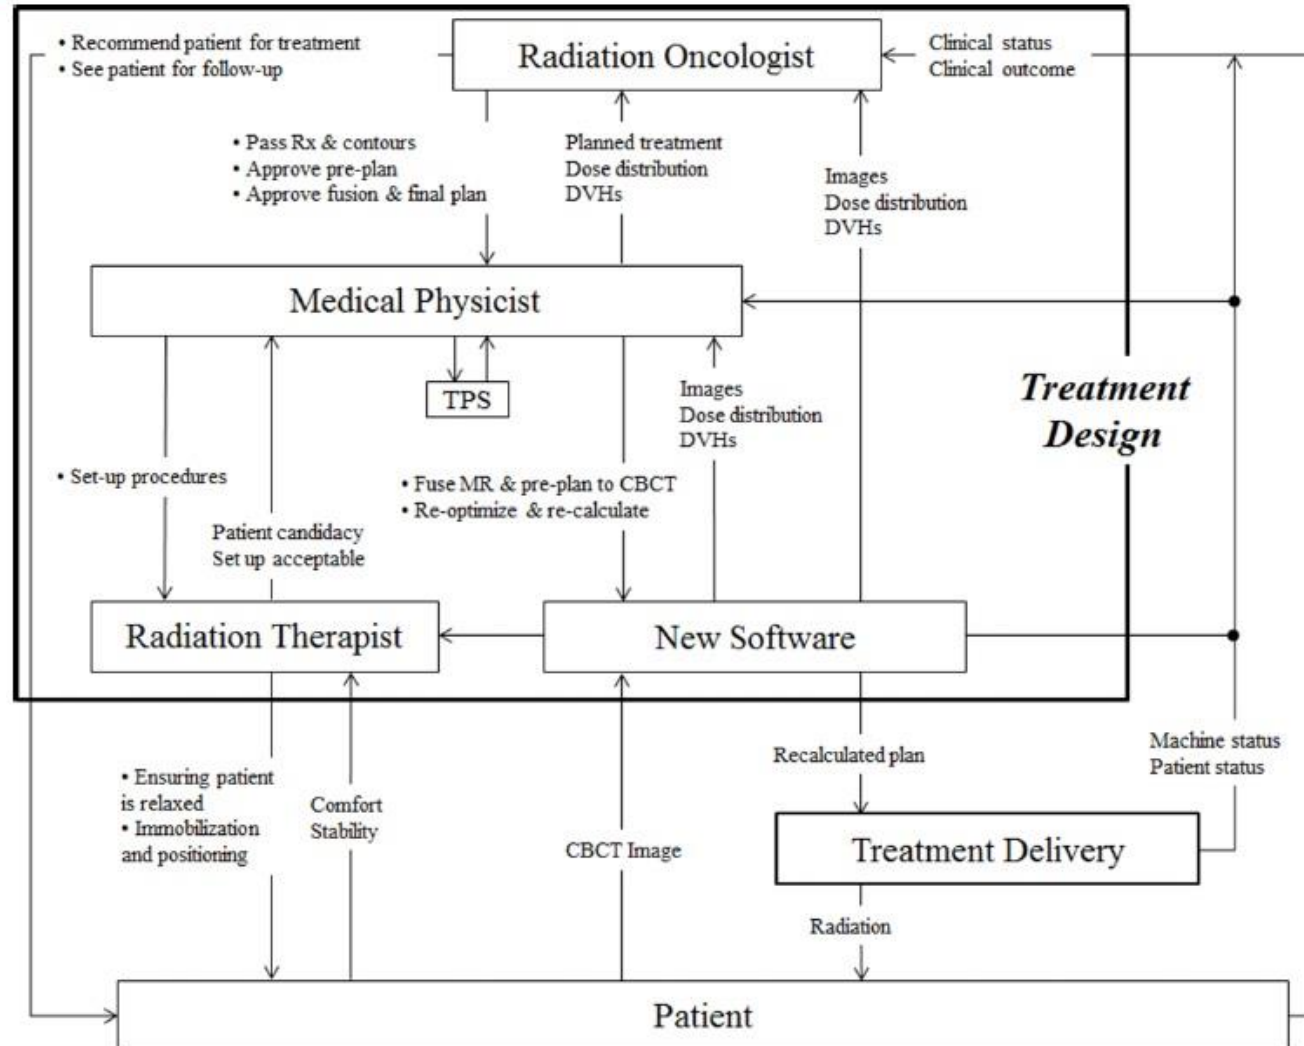 • Recommend patient for treatment
• See patient for follow-up
Radiation Oncologist
Clinical status
Clinical outcome
• Pass Rx & contours
• Approve pre-plan
• Approve fusion & final plan
Planned treatment
Dose distribution
DVHs
Images
Dose distribution
DVHs
Medical Physicist
TPS
Images
Dose distribution
DVHs
Treatment
Design
• Set-up procedures
• Fuse MR & pre-plan to CBCT
• Re-optimize & re-calculate
Patient candidacy
Set up acceptable
Radiation Therapist
New Software
• Ensuring patient
is relaxed
• Immobilization
and positioning
Comfort
Stability
CBCT Image
Recalculated plan
Machine status
Patient status
Treatment Delivery
Radiation
Patient